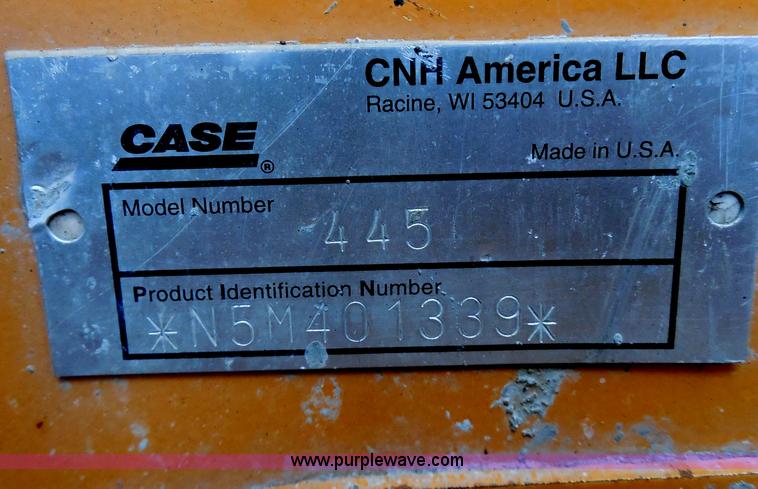 CNH America LLC
Racine, WI 53404 U.S.A.
CASE®
Made in U.S.A.
Model Number
445
Product Identification Number
*N5M401339*
www.purplewave.com